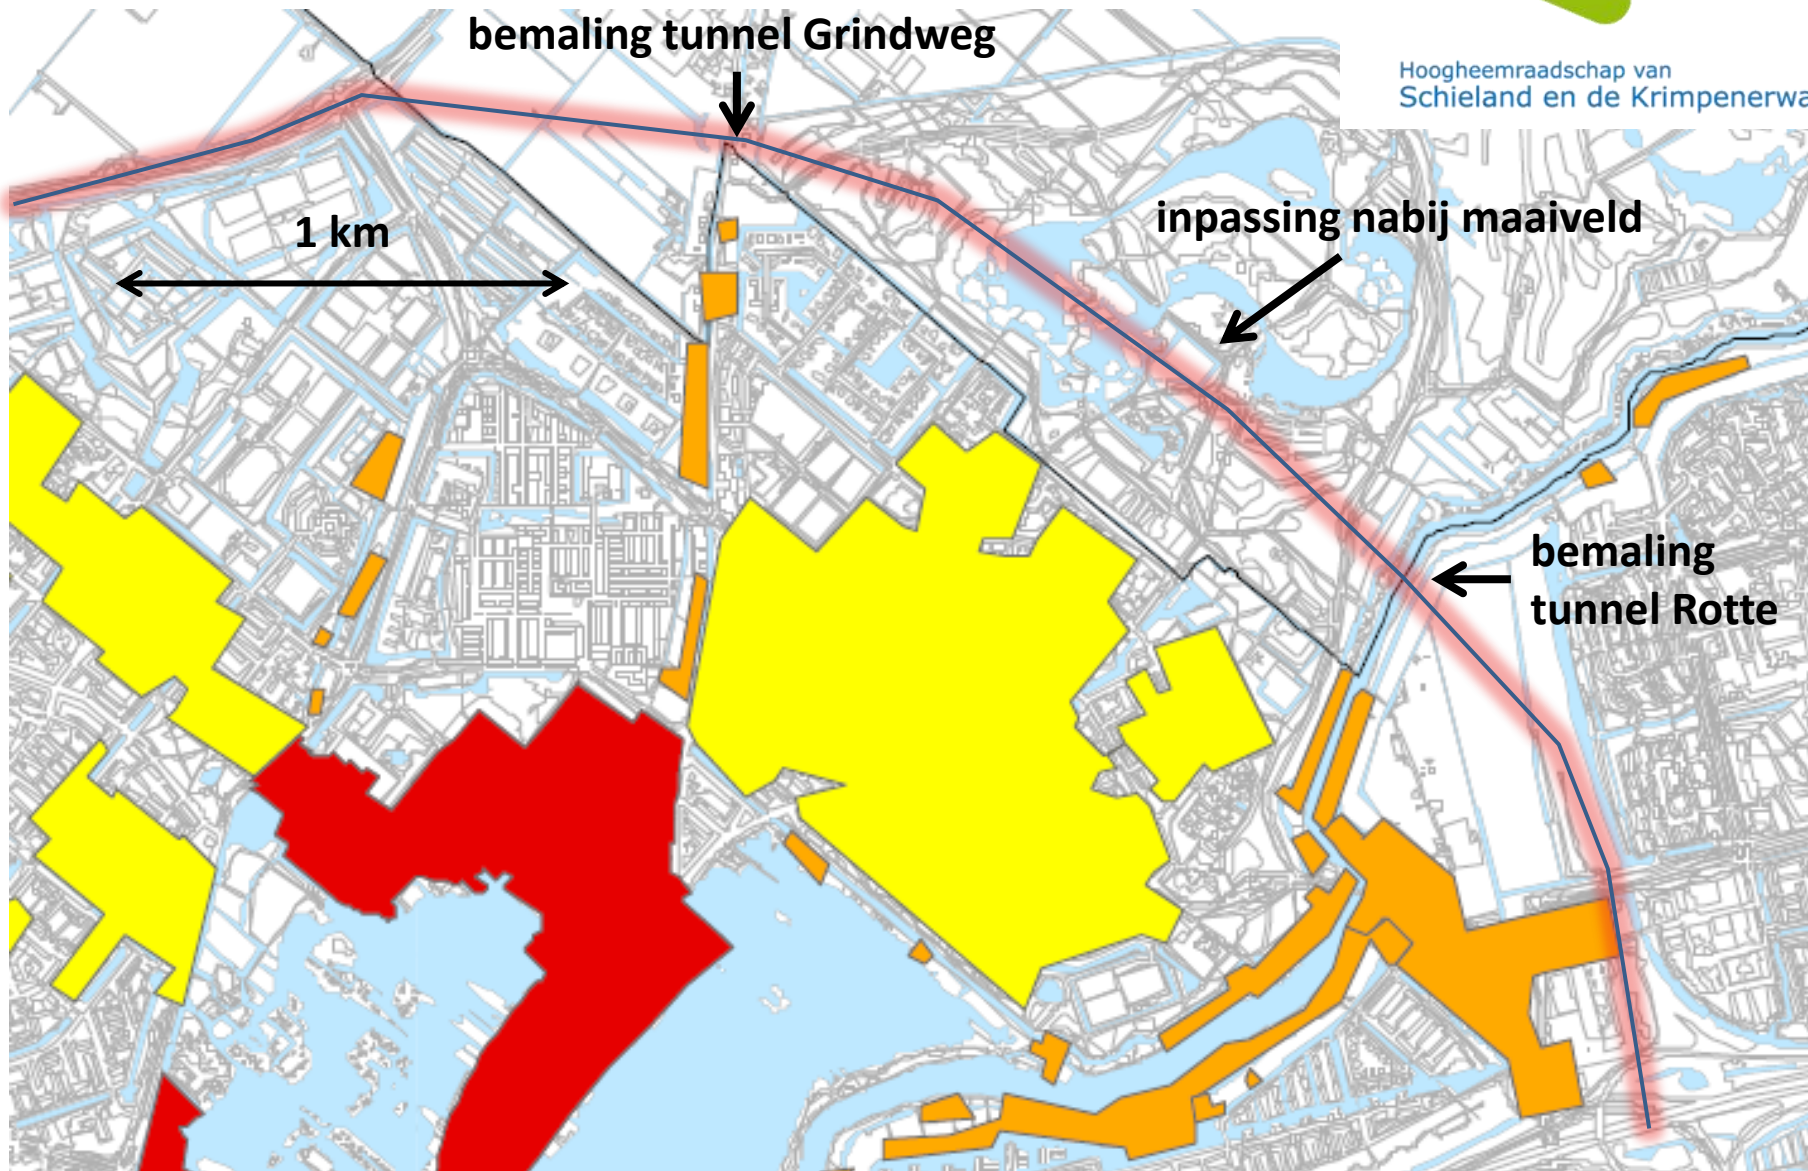 bemaling tunnel Grindweg
Hoogheemraadschap van
Schieland en de Krimpenerwa
inpassing nabij maaiveld
1 km
bemaling
tunnel Rotte